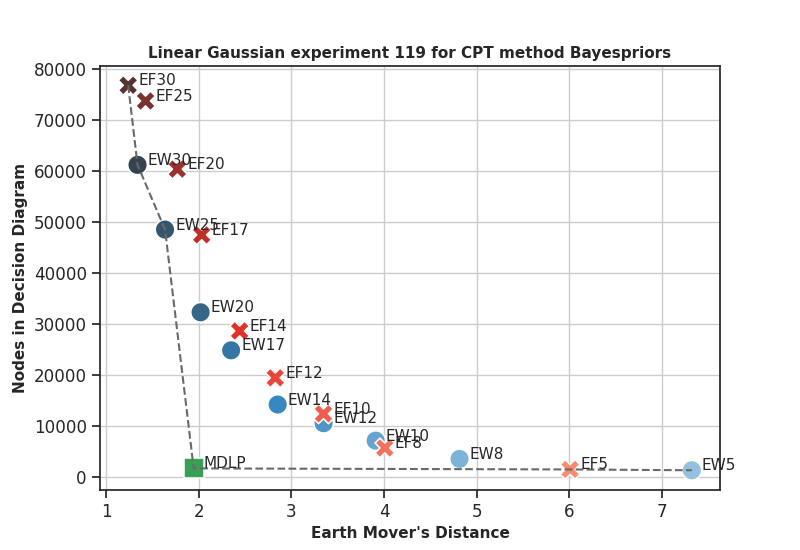 Linear Gaussian experiment 119 for CPT method Bayespriors
Nodes in Decision Diagram
80000
70000
60000
50000
40000
30000
20000
10000
0
EF30
EF25
EW30
EF20
EW25
EF17
EW20
EF14
EW17
EF12
EW14
EF10
EW12
EW10
EF8
EW8
MDLP
EF5
EW5
1 2 3 4 5 6 7
Earth Mover's Distance